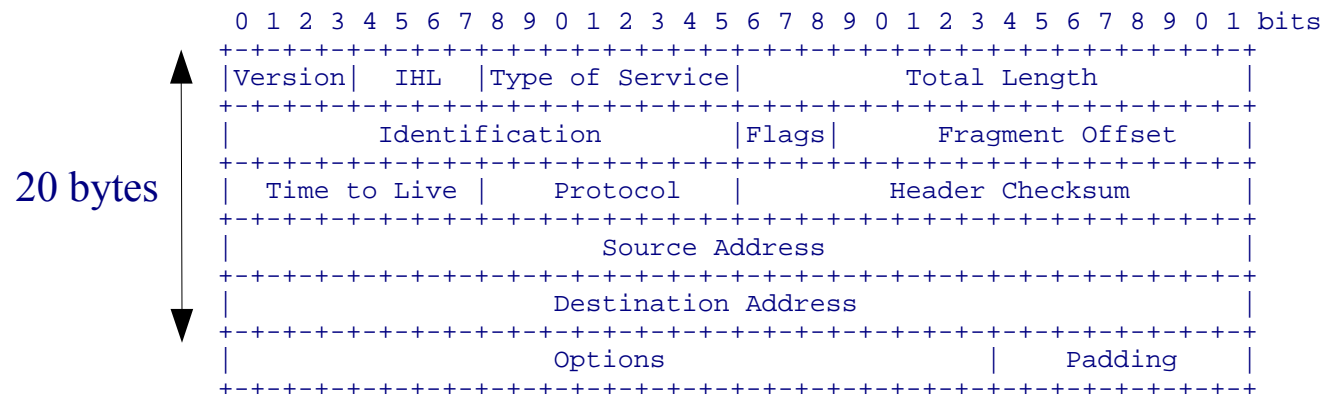 0 1 2 3 4 5 6 7 8 9 0 1 2 3 4 5 6 7 8 9 0 1 2 3 4 5 6 7 8 9 0 1 bits
+-+-+-+-+-+-+-+-+-+-+-+-+-+-+-+-+-+-+-+-+-+-+-+-+-+-+-+-+-+-+-+-+
|Version|  IHL  |Type of Service|          Total Length         |
+-+-+-+-+-+-+-+-+-+-+-+-+-+-+-+-+-+-+-+-+-+-+-+-+-+-+-+-+-+-+-+-+
|         Identification        |Flags|      Fragment Offset    |
+-+-+-+-+-+-+-+-+-+-+-+-+-+-+-+-+-+-+-+-+-+-+-+-+-+-+-+-+-+-+-+-+
20 bytes
|  Time to Live |    Protocol   |         Header Checksum       |
+-+-+-+-+-+-+-+-+-+-+-+-+-+-+-+-+-+-+-+-+-+-+-+-+-+-+-+-+-+-+-+-+
|                       Source Address                          |
+-+-+-+-+-+-+-+-+-+-+-+-+-+-+-+-+-+-+-+-+-+-+-+-+-+-+-+-+-+-+-+-+
|                    Destination Address                        |
+-+-+-+-+-+-+-+-+-+-+-+-+-+-+-+-+-+-+-+-+-+-+-+-+-+-+-+-+-+-+-+-+
|                    Options                    |    Padding    |
+-+-+-+-+-+-+-+-+-+-+-+-+-+-+-+-+-+-+-+-+-+-+-+-+-+-+-+-+-+-+-+-+